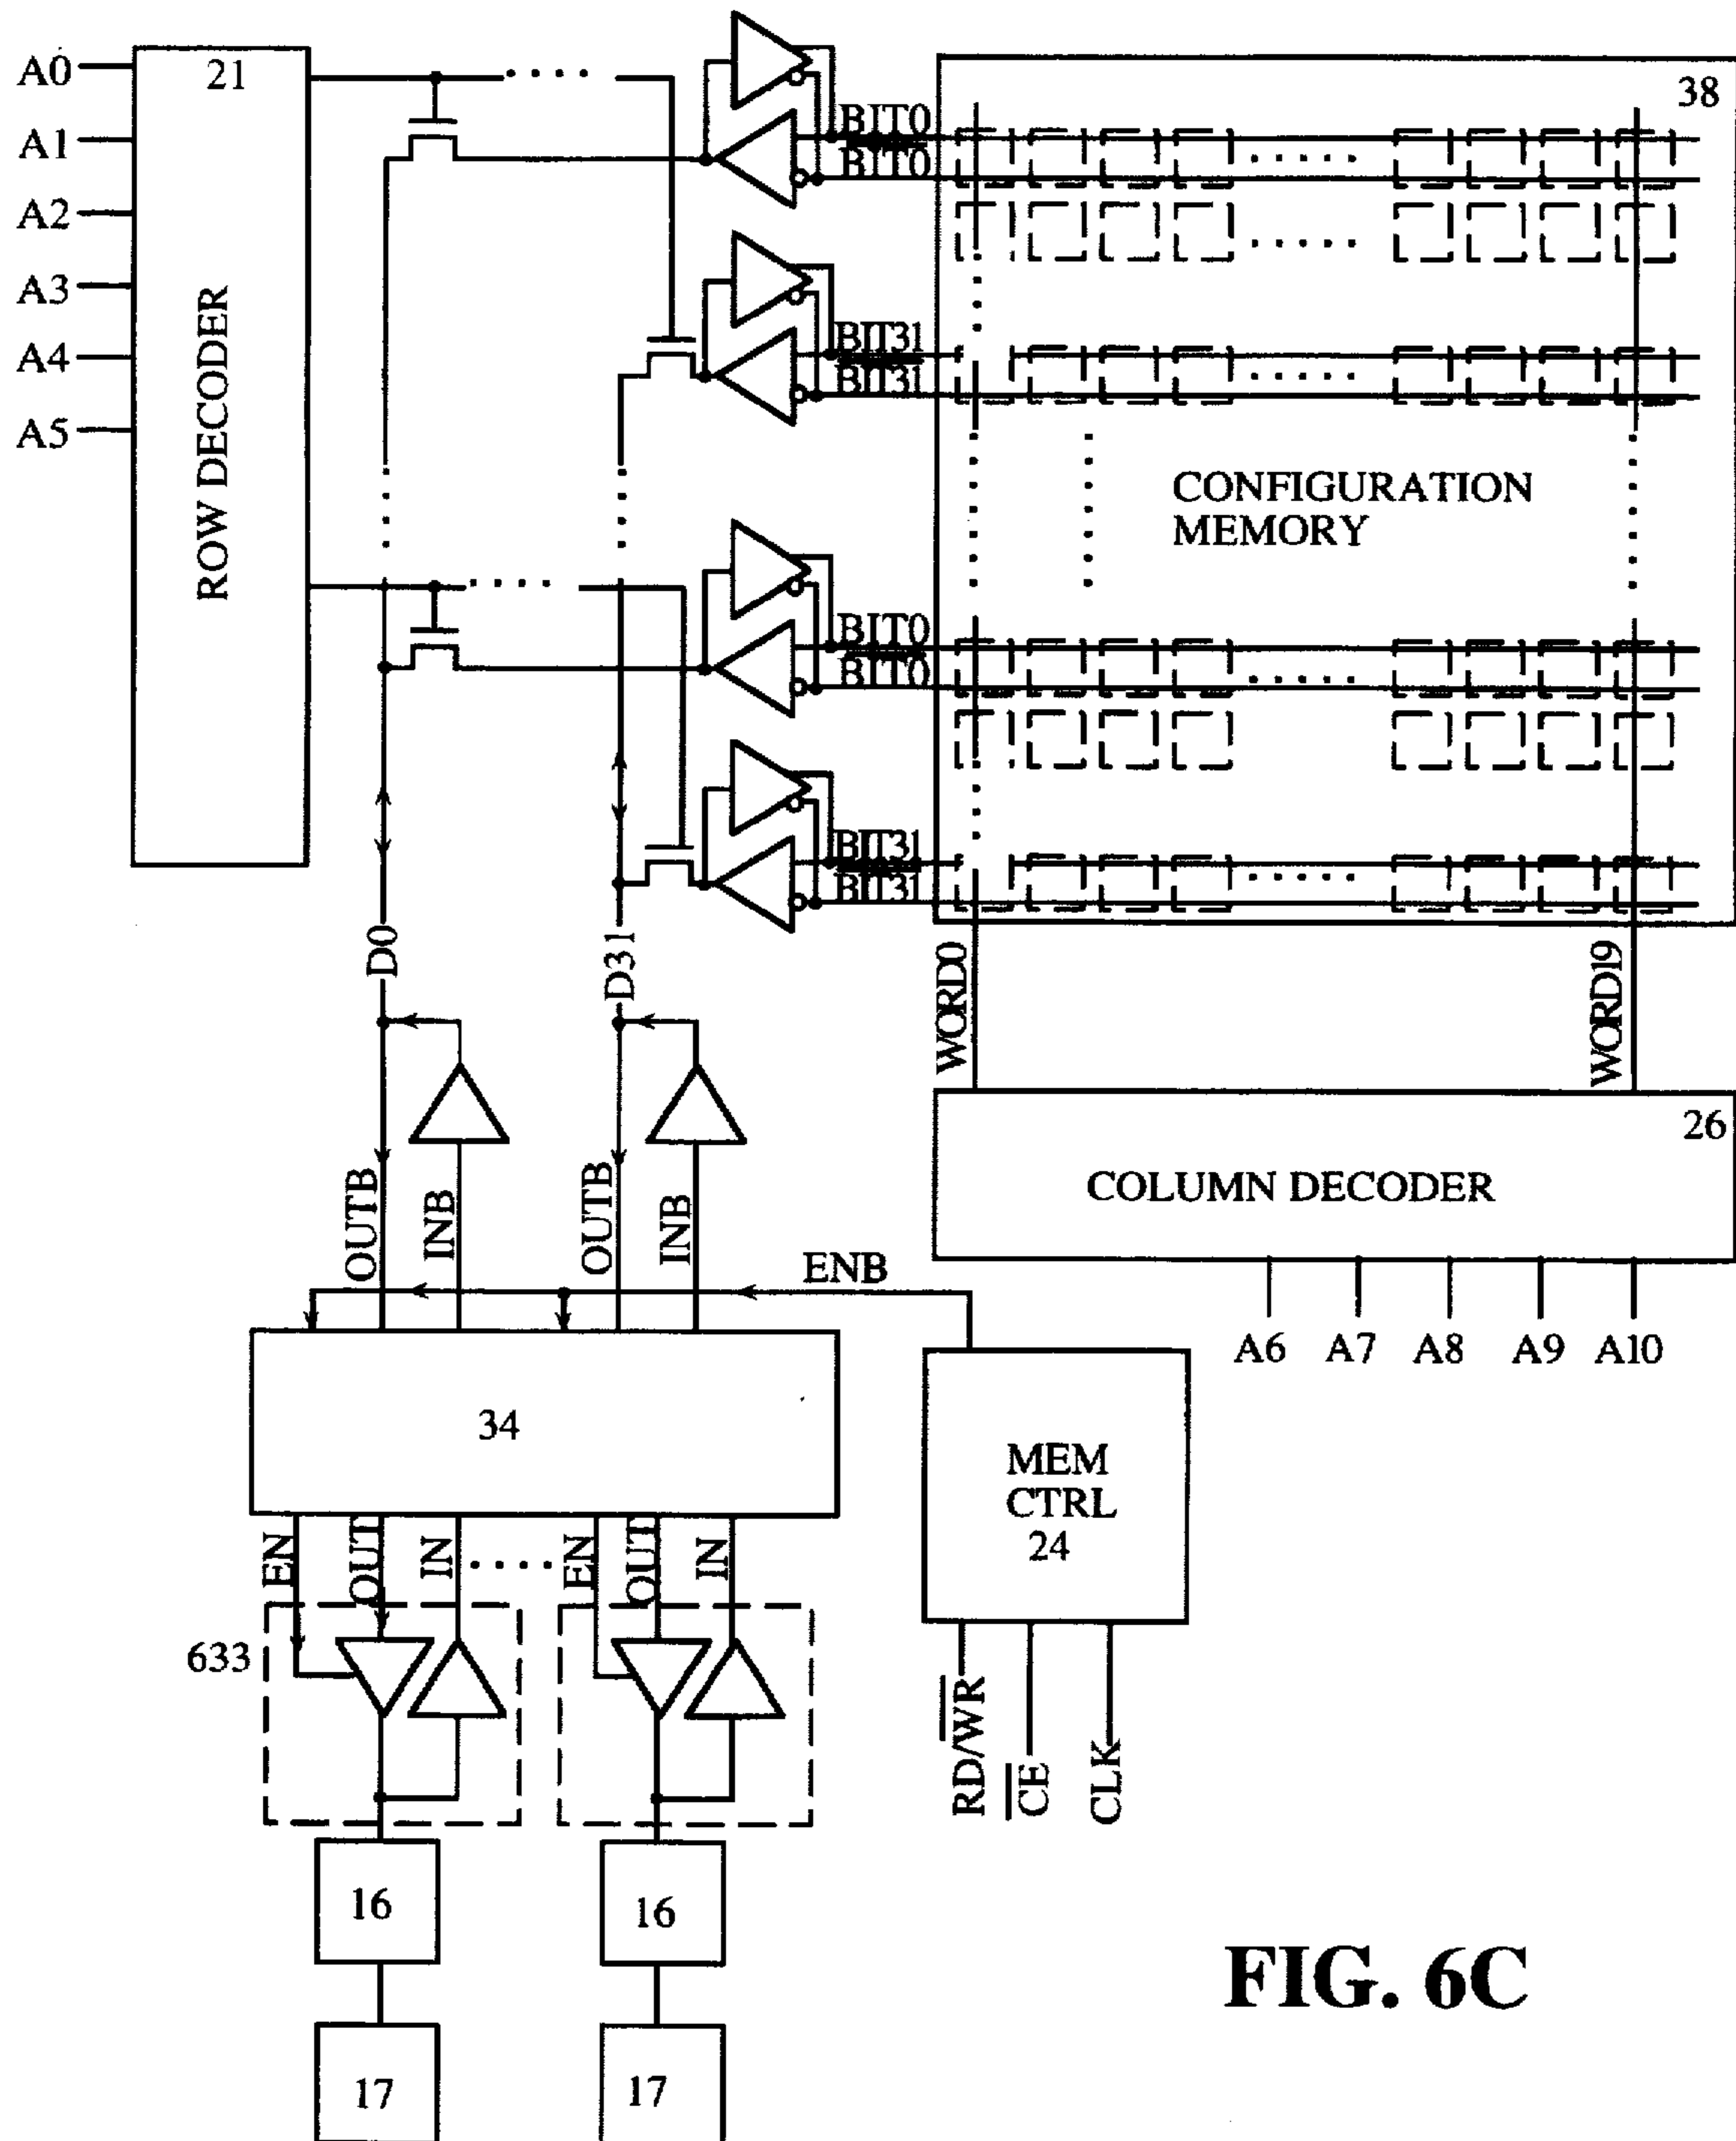 A0
A1
A2
A3
A4
A5
21
ROW DECODER
BIT0
BIT0
BIT31
BIT31
BIT0
BIT0
BIT31
BIT31
38
CONFIGURATION
MEMORY
D0
D31
WORD0
WORD19
26
COLUMN DECODER
A6 A7 A8 A9 A10
OUTB
INB
OUTB
INB
ENB
34
MEM
CTRL
24
EN
OUT
IN
EN
OUT
IN
633
RD/W̅R̅
C̅E̅
CLK
16
16
17
17
FIG. 6C